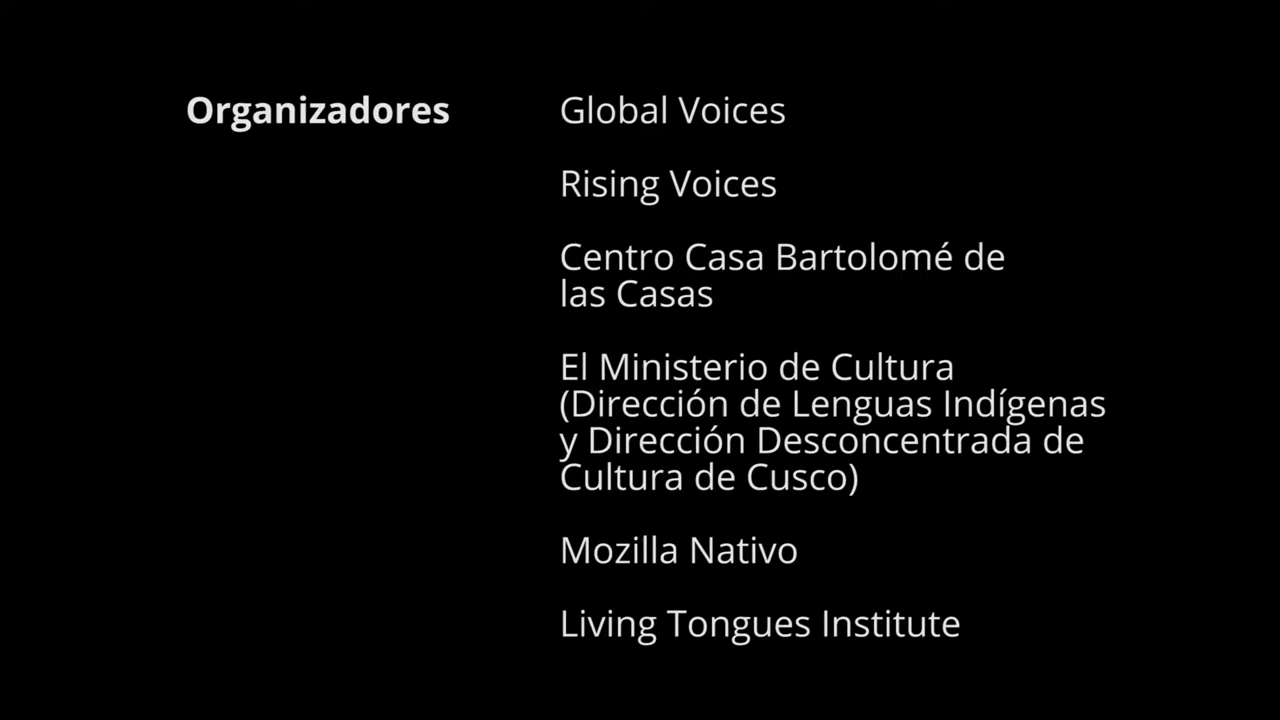 Organizadores
Global Voices
Rising Voices
Centro Casa Bartolomé de
las Casas
El Ministerio de Cultura
(Dirección de Lenguas Indígenas
y Dirección Desconcentrada de
Cultura de Cusco)
Mozilla Nativo
Living Tongues Institute